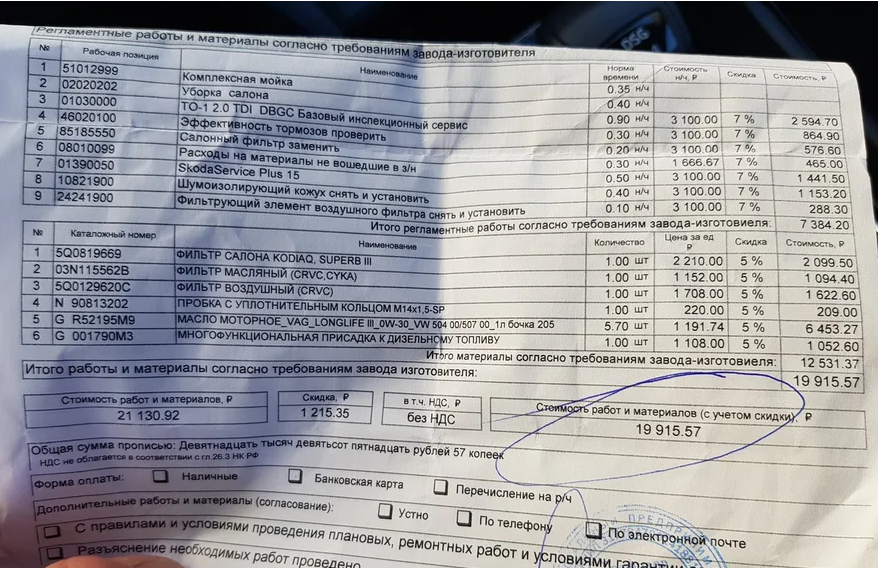 Регламентные работы и материалы согласно требованиям завода-изготовителя
№ Рабочая позиция Наименование Норма времени Стоимость н/ч, ₽ Скидка Стоимость, ₽
1 51012999 Комплексная мойка 0.35 н/ч
2 02020202 Уборка салона 0.40 н/ч
3 01030000 ТО-1 2.0 TDI DBGC Базовый инспекционный сервис 0.90 н/ч 3 100.00 7 % 2 594.70
4 46020100 Эффективность тормозов проверить 0.30 н/ч 3 100.00 7 % 864.90
5 85185550 Салонный фильтр заменить 0.20 н/ч 3 100.00 7 % 576.60
6 08010099 Расходы на материалы не вошедшие в з/н 0.30 н/ч 1 666.67 7 % 465.00
7 01390050 SkodaService Plus 15 0.50 н/ч 3 100.00 7 % 1 441.50
8 10821900 Шумоизолирующий кожух снять и установить 0.40 н/ч 3 100.00 7 % 1 153.20
9 24241900 Фильтрующий элемент воздушного фильтра снять и установить 0.10 н/ч 3 100.00 7 % 288.30
Итого регламентные работы согласно требованиям завода-изготовиеля: 7 384.20
№ Каталожный номер Наименование Количество Цена за ед ₽ Скидка Стоимость, ₽
1 5Q0819669 ФИЛЬТР САЛОНА KODIAQ, SUPERB III 1.00 шт 2 210.00 5 % 2 099.50
2 03N115562B ФИЛЬТР МАСЛЯНЫЙ (CRVC,CYKA) 1.00 шт 1 152.00 5 % 1 094.40
3 5Q0129620C ФИЛЬТР ВОЗДУШНЫЙ (CRVC) 1.00 шт 1 708.00 5 % 1 622.60
4 N 90813202 ПРОБКА С УПЛОТНИТЕЛЬНЫМ КОЛЬЦОМ M14x1,5-SP 1.00 шт 220.00 5 % 209.00
5 G R52195M9 МАСЛО МОТОРНОЕ_VAG_LONGLIFE III_0W-30_VW 504 00/507 00_1л бочка 205 5.70 шт 1 191.74 5 % 6 453.27
6 G 001790M3 МНОГОФУНКЦИОНАЛЬНАЯ ПРИСАДКА К ДИЗЕЛЬНОМУ ТОПЛИВУ 1.00 шт 1 108.00 5 % 1 052.60
Итого материалы согласно требованиям завода-изготовиеля: 12 531.37
Итого работы и материалы согласно требованиям завода изготовителя: 19 915.57
Стоимость работ и материалов, ₽ Скидка, ₽ в т.ч. НДС, ₽ Стоимость работ и материалов (с учетом скидки), ₽
21 130.92 1 215.35 без НДС 19 915.57
Общая сумма прописью: Девятнадцать тысяч девятьсот пятнадцать рублей 57 копеек
НДС не облагается в соответствии с гл.26.3 НК РФ
Форма оплаты: Наличные Банковская карта Перечисление на р/ч
Дополнительные работы и материалы (согласование): Устно По телефону По электронной почте
С правилами и условиями проведения плановых, ремонтных работ и условиями гарантии
Разъяснение необходимых работ проведено
DSG